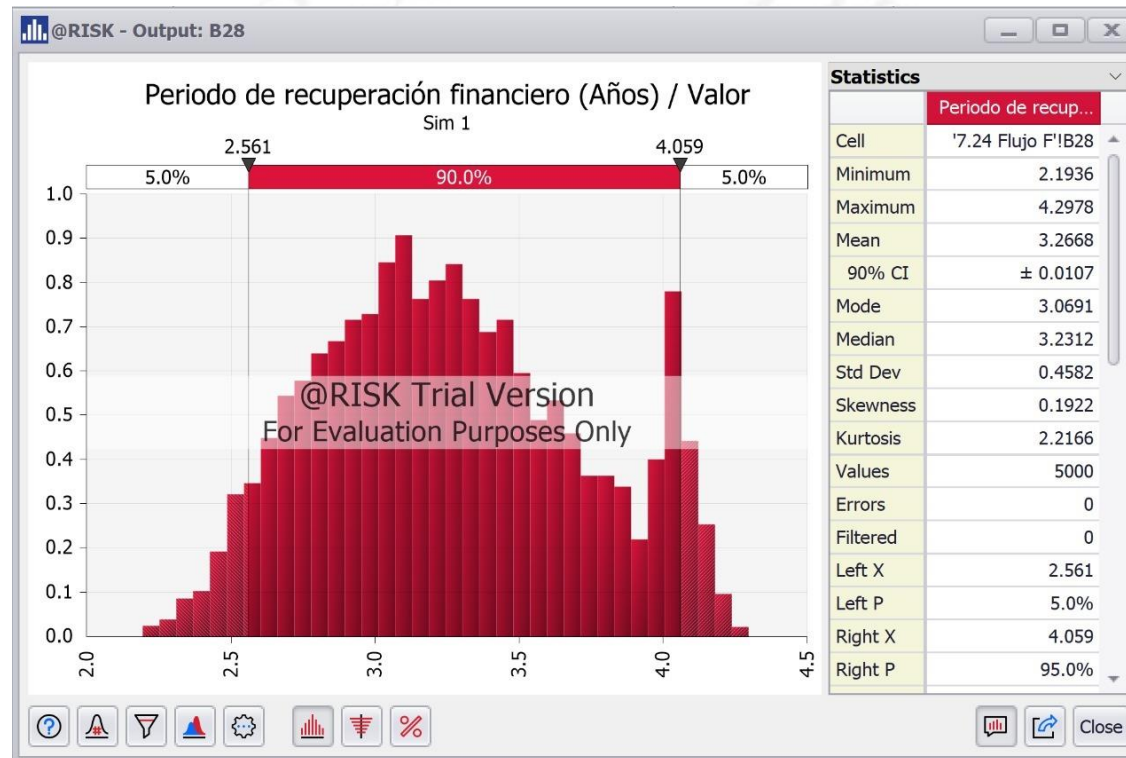 @RISK - Output: B28
Periodo de recuperación financiero (Años) / Valor
Sim 1
2.561 4.059
5.0% 90.0% 5.0%
1.0
0.9
0.8
0.7
0.6
0.5
0.4
0.3
0.2
0.1
0.0
2.0 2.5 3.0 3.5 4.0 4.5
@RISK Trial Version
For Evaluation Purposes Only
Statistics
Periodo de recup...
Cell '7.24 Flujo F'!B28
Minimum 2.1936
Maximum 4.2978
Mean 3.2668
90% CI ± 0.0107
Mode 3.0691
Median 3.2312
Std Dev 0.4582
Skewness 0.1922
Kurtosis 2.2166
Values 5000
Errors 0
Filtered 0
Left X 2.561
Left P 5.0%
Right X 4.059
Right P 95.0%
Close